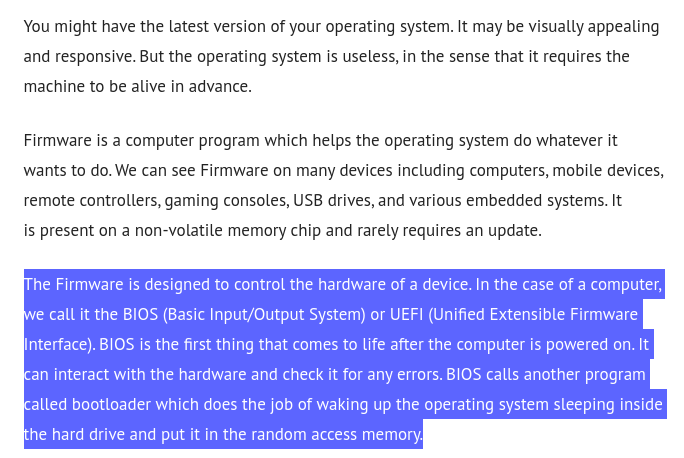 You might have the latest version of your operating system. It may be visually appealing
and responsive. But the operating system is useless, in the sense that it requires the
machine to be alive in advance.
Firmware is a computer program which helps the operating system do whatever it
wants to do. We can see Firmware on many devices including computers, mobile devices,
remote controllers, gaming consoles, USB drives, and various embedded systems. It
is present on a non-volatile memory chip and rarely requires an update.
The Firmware is designed to control the hardware of a device. In the case of a computer,
we call it the BIOS (Basic Input/Output System) or UEFI (Unified Extensible Firmware
Interface). BIOS is the first thing that comes to life after the computer is powered on. It
can interact with the hardware and check it for any errors. BIOS calls another program
called bootloader which does the job of waking up the operating system sleeping inside
the hard drive and put it in the random access memory.